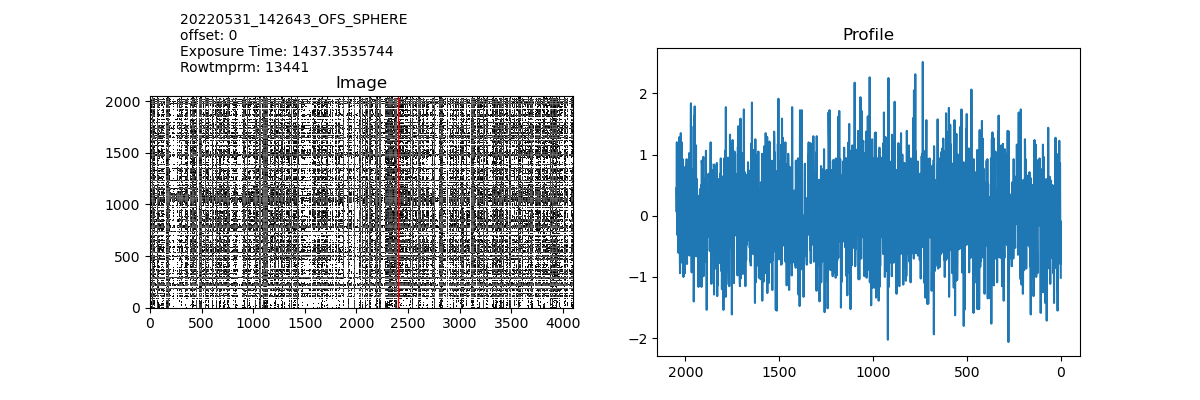 20220531_142643_OFS_SPHERE
offset: 0
Exposure Time: 1437.3535744
Rowtmprm: 13441
Image
2000
1500
1000
500
0
0 500 1000 1500 2000 2500 3000 3500 4000
Profile
2
1
0
−1
−2
2000 1500 1000 500 0